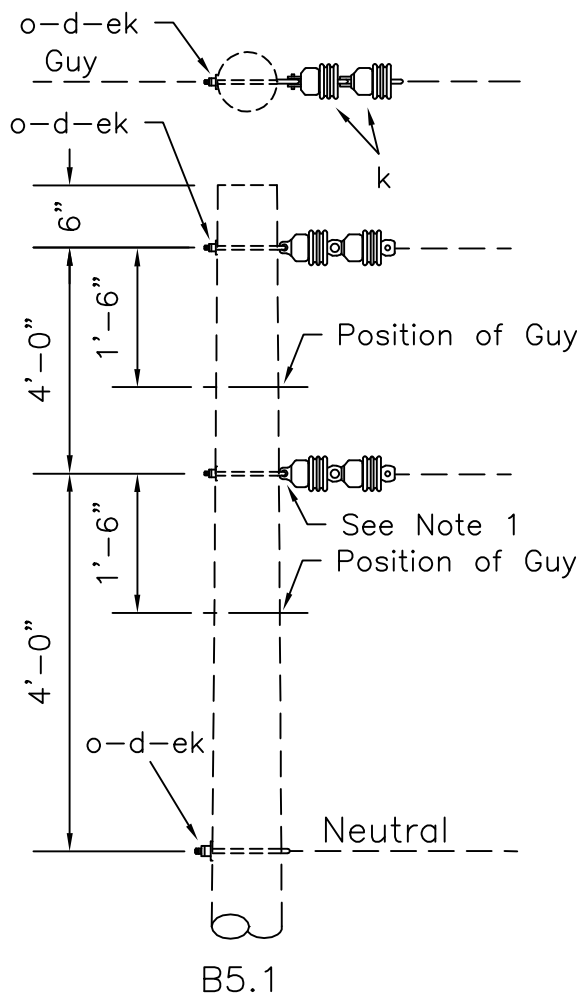 o-d-ek
Guy
o-d-ek
k
6"
1'-6"
4'-0"
Position of Guy
See Note 1
1'-6"
Position of Guy
4'-0"
o-d-ek
Neutral
B5.1